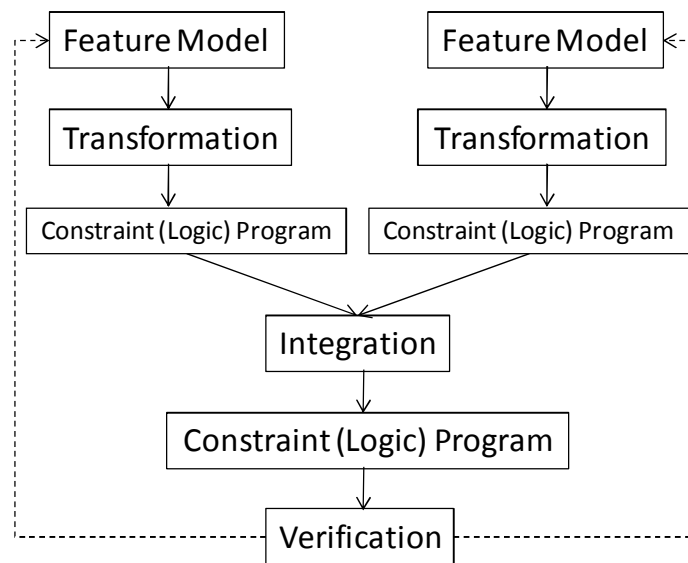 Feature Model
Feature Model
Transformation
Transformation
Constraint (Logic) Program
Constraint (Logic) Program
Integration
Constraint (Logic) Program
Verification